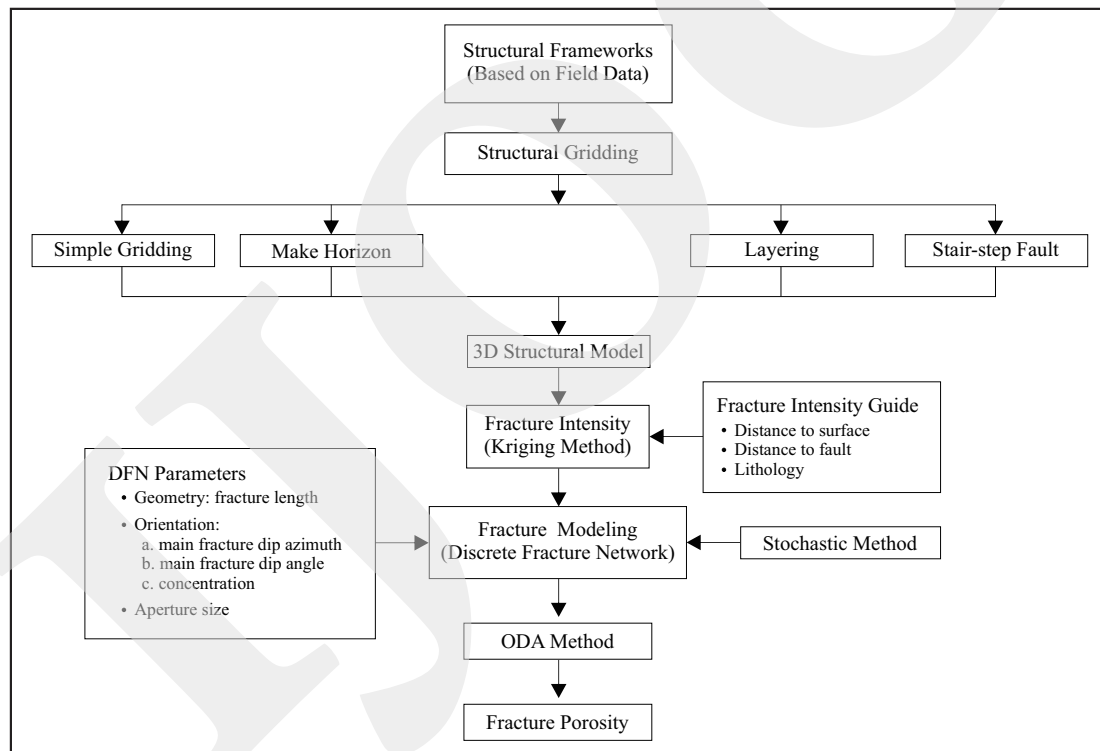 Structural Frameworks
(Based on Field Data)
Structural Gridding
Simple Gridding
Make Horizon
Layering
Stair-step Fault
3D Structural Model
Fracture Intensity
(Kriging Method)
Fracture Intensity Guide
• Distance to surface
• Distance to fault
• Lithology
DFN Parameters
• Geometry: fracture length
• Orientation:
a. main fracture dip azimuth
b. main fracture dip angle
c. concentration
• Aperture size
Fracture Modeling
(Discrete Fracture Network)
Stochastic Method
ODA Method
Fracture Porosity